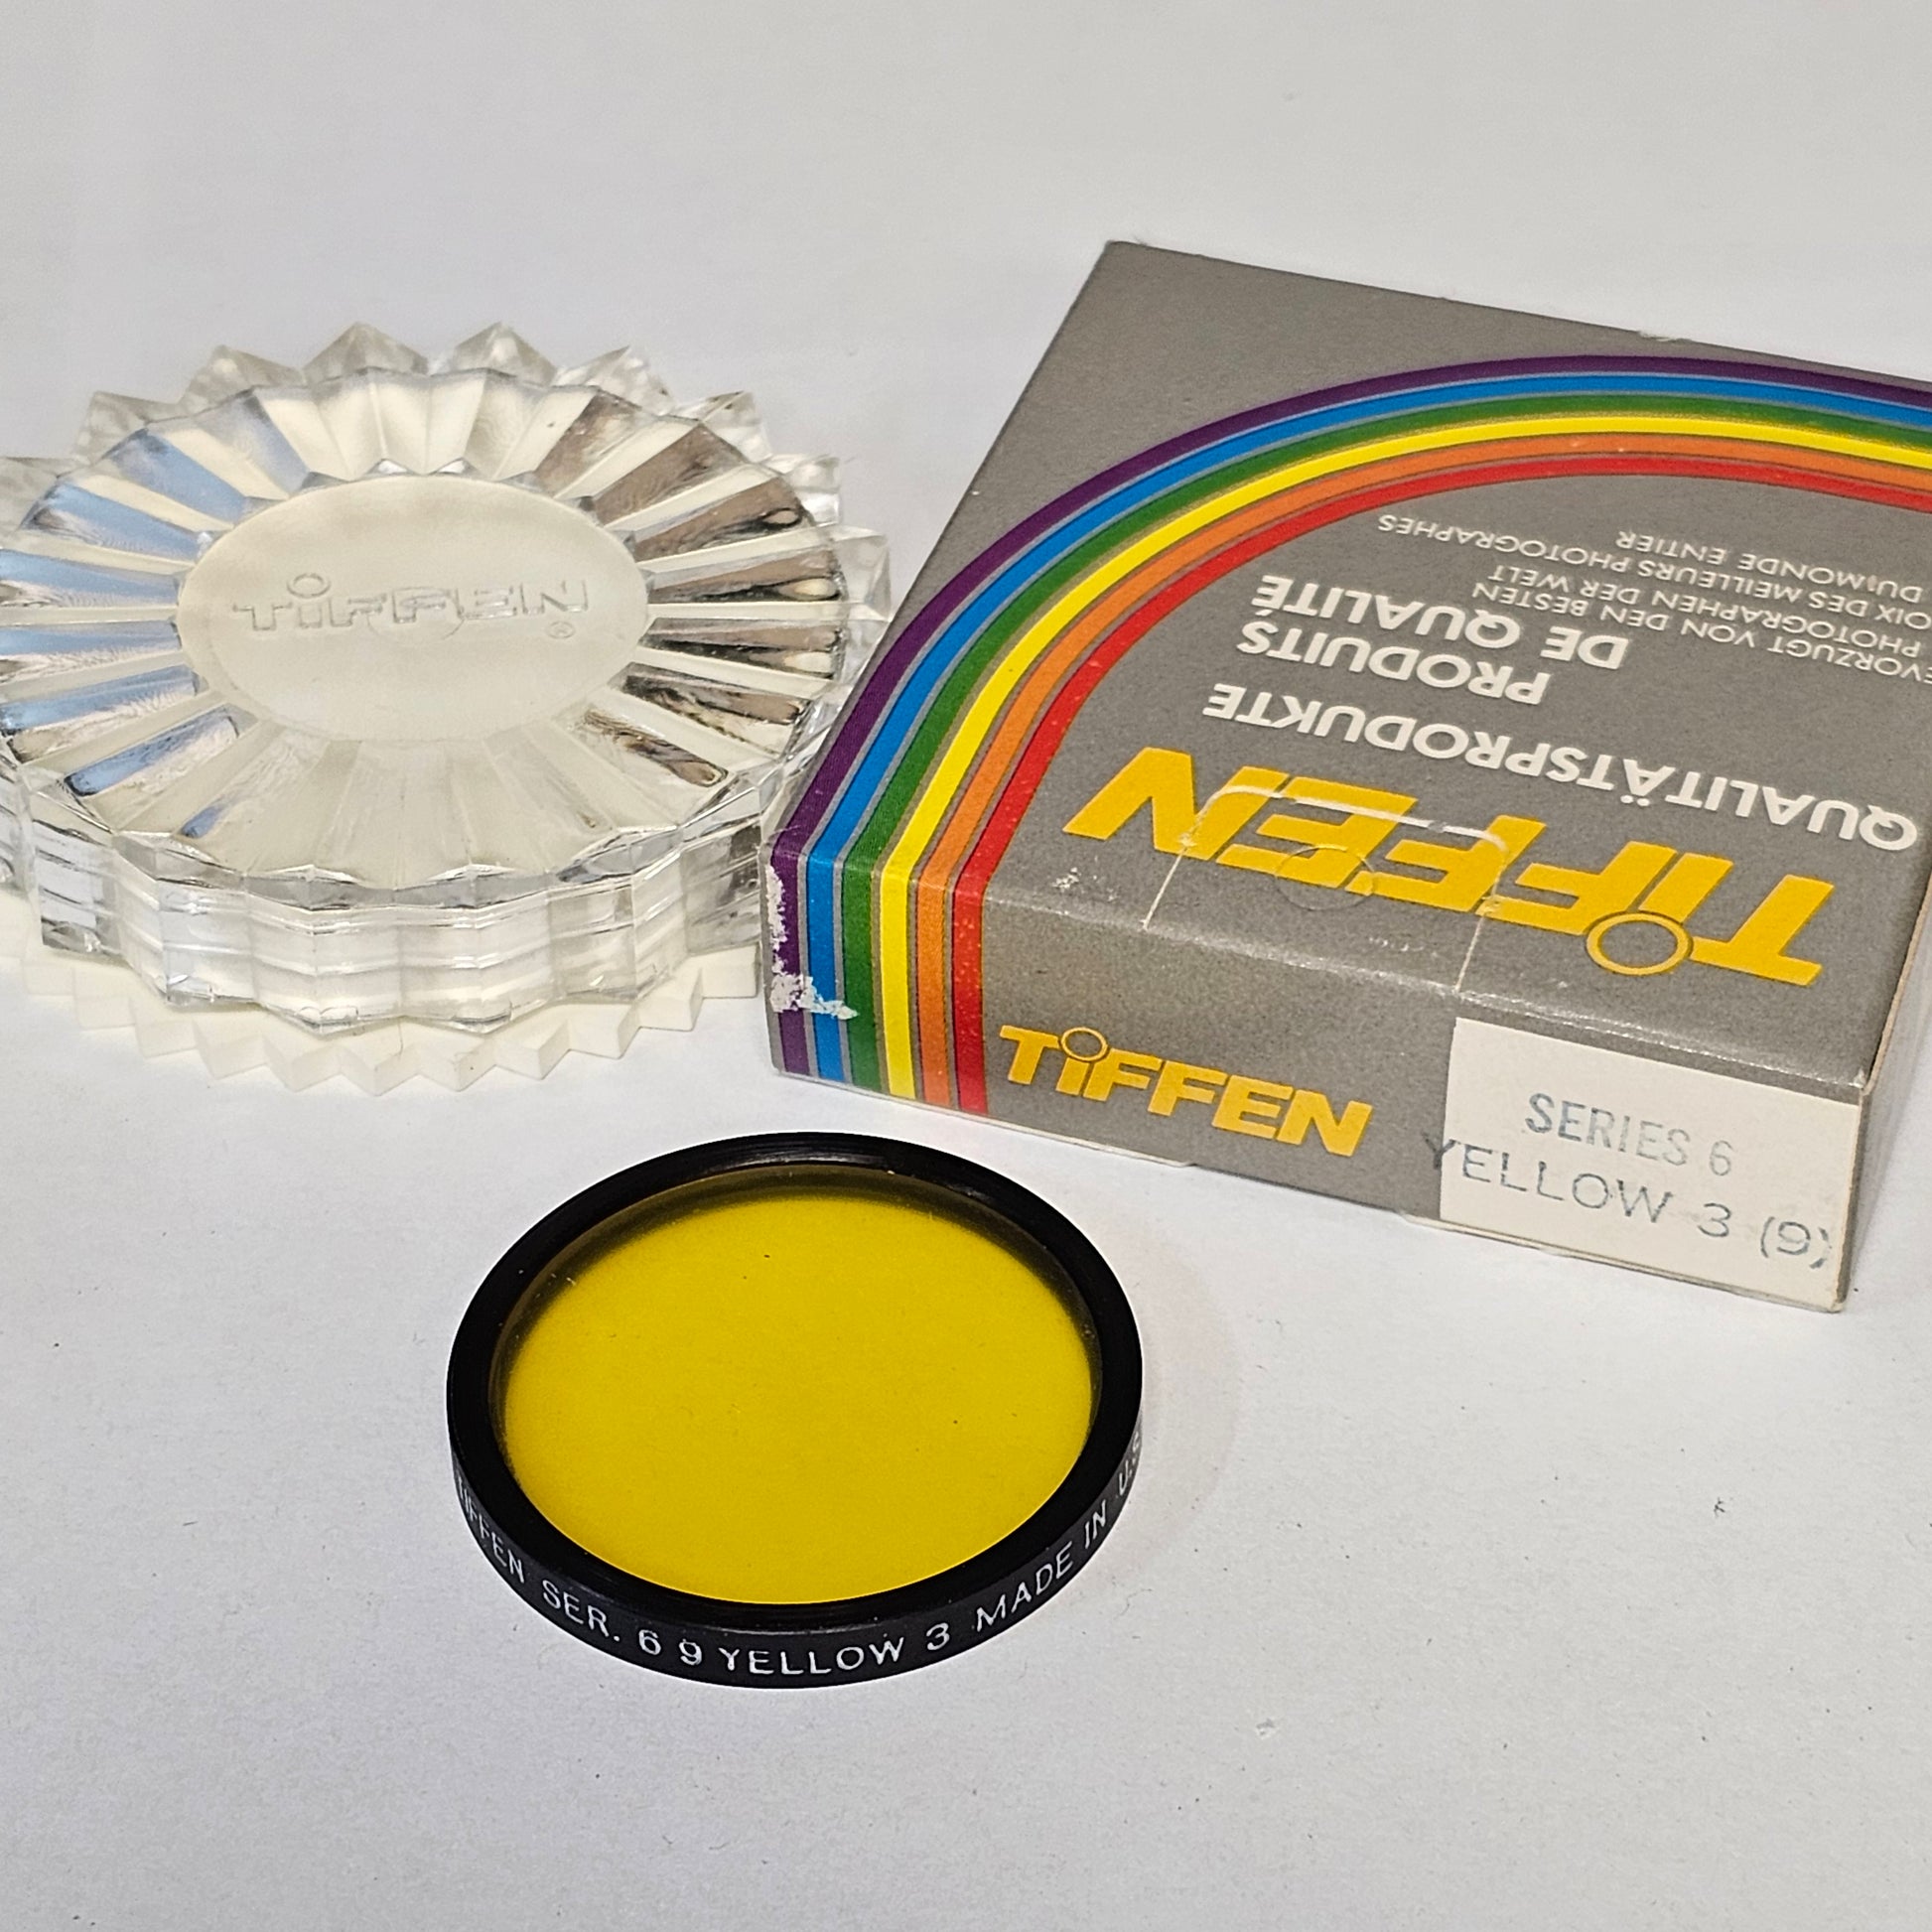 TiFFEN ®
TiFFEN
QUALITÄTSPRODUKTE
PRODUITS
DE QUALITÉ
VON DEN BESTEN
PHOTOGRAPHEN DER WELT
DES MEILLEURS PHOTOGRAPHES
DU MONDE ENTIER
TiFFEN
SERIES 6
YELLOW 3 (9)
TIFFEN SER. 6 9 YELLOW 3 MADE IN U.S